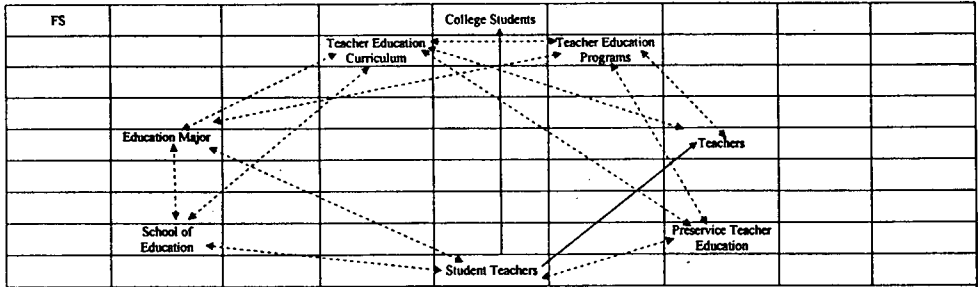 FS
College Students
Teacher Education
Curriculum
Teacher Education
Programs
Education Major
Teachers
School of
Education
Preservice Teacher
Education
Student Teachers